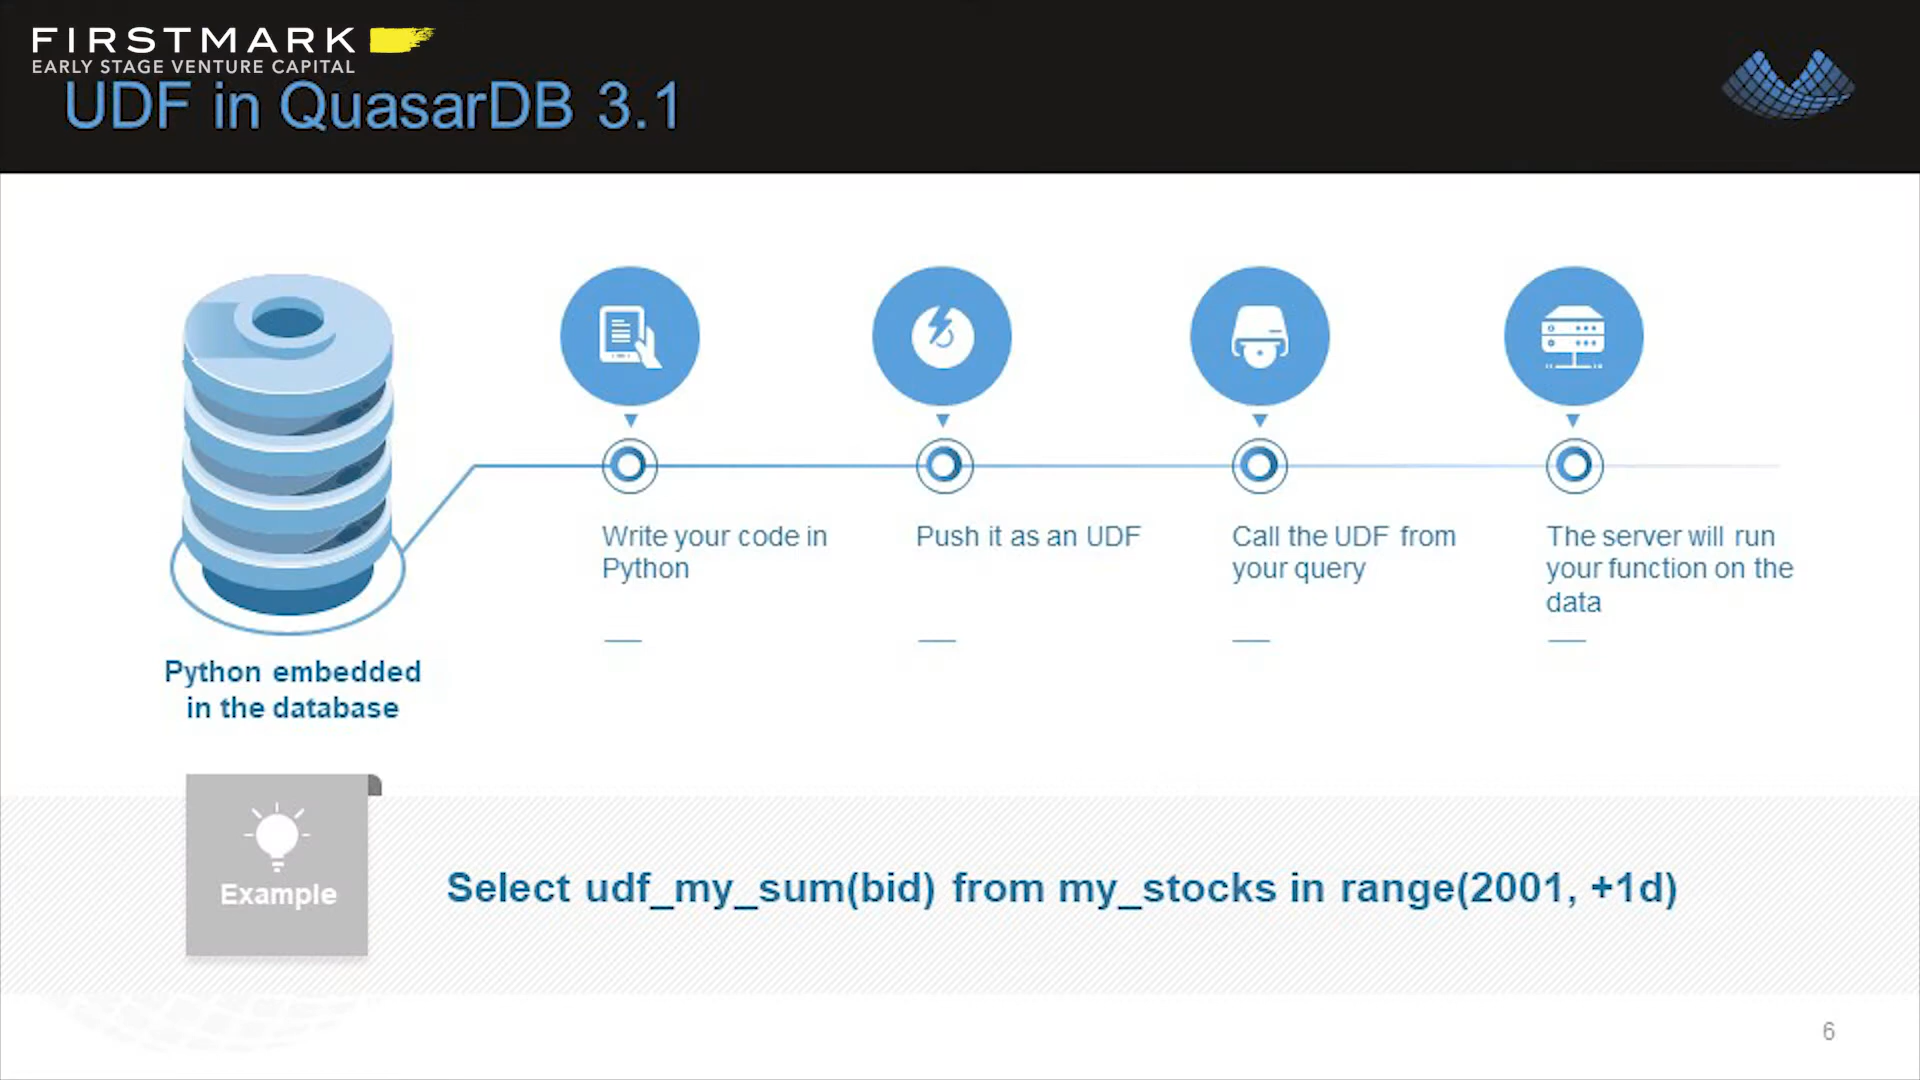 FIRSTMARK
EARLY STAGE VENTURE CAPITAL
UDF in QuasarDB 3.1
Write your code in
Python
Push it as an UDF
Call the UDF from
your query
The server will run
your function on the
data
Python embedded
in the database
Example
Select udf_my_sum(bid) from my_stocks in range(2001, +1d)
6